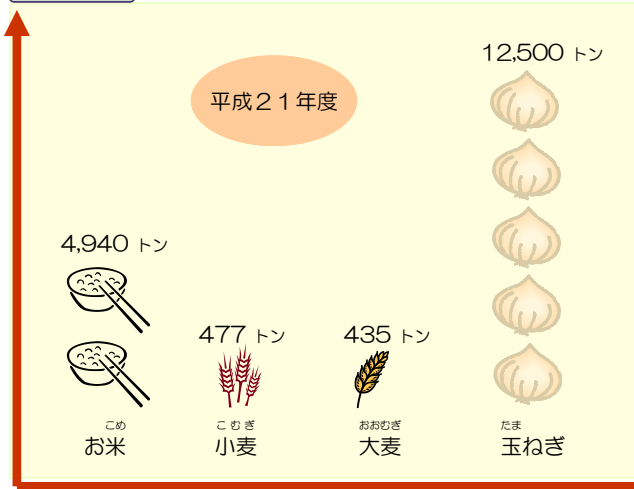 12,500 トン
平成２１年度
4,940 トン
477 トン
435 トン
こめ
お米
こむぎ
小麦
おおむぎ
大麦
たま
玉ねぎ